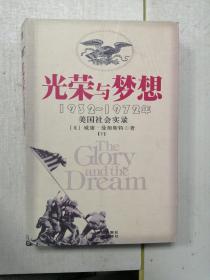 光荣与梦想
1932~1972年
美国社会实录
[美] 威廉·曼彻斯特 著
The
Glory and the
Dream